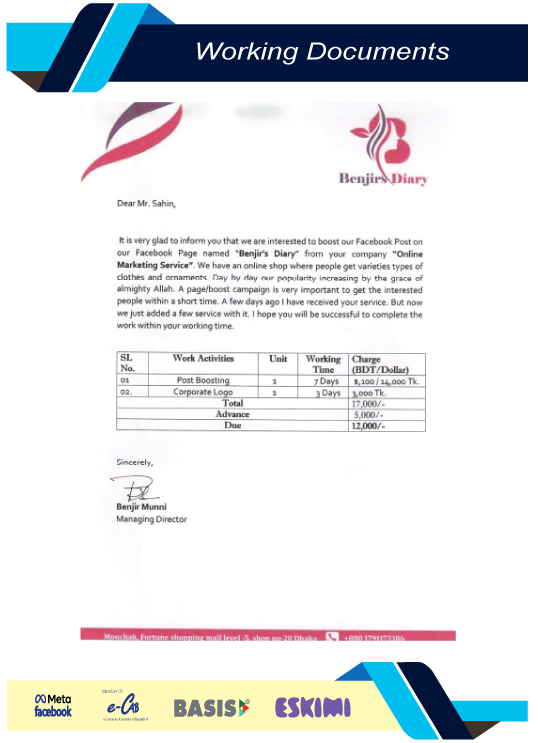 Working Documents
Benjir's Diary
Dear Mr. Sahin,
It is very glad to inform you that we are interested to boost our Facebook Post on
our Facebook Page named "Benjir's Diary" from your company "Online
Marketing Service". We have an online shop where people get varieties types of
clothes and ornaments. Day by day our popularity increasing by the grace of
almighty Allah. A page/boost campaign is very important to get the interested
people within a short time. A few days ago I have received your service. But now
we just added a few service with it. I hope you will be successful to complete the
work within your working time.
SL No. Work Activities Unit Working Time Charge (BDT/Dollar)
01 Post Boosting 1 7 Days $,100 / 14,000 Tk.
02. Corporate Logo 1 3 Days 3,000 Tk.
Total 17,000/-
Advance 5,000/-
Due 12,000/-
Sincerely,
Benjir Munni
Managing Director
Mouchak, Fortune shopping mall level -5, shop no-28 Dhaka +880 1791173386
Meta
facebook
Member Of
e-CAB
BASIS
ESKIMI